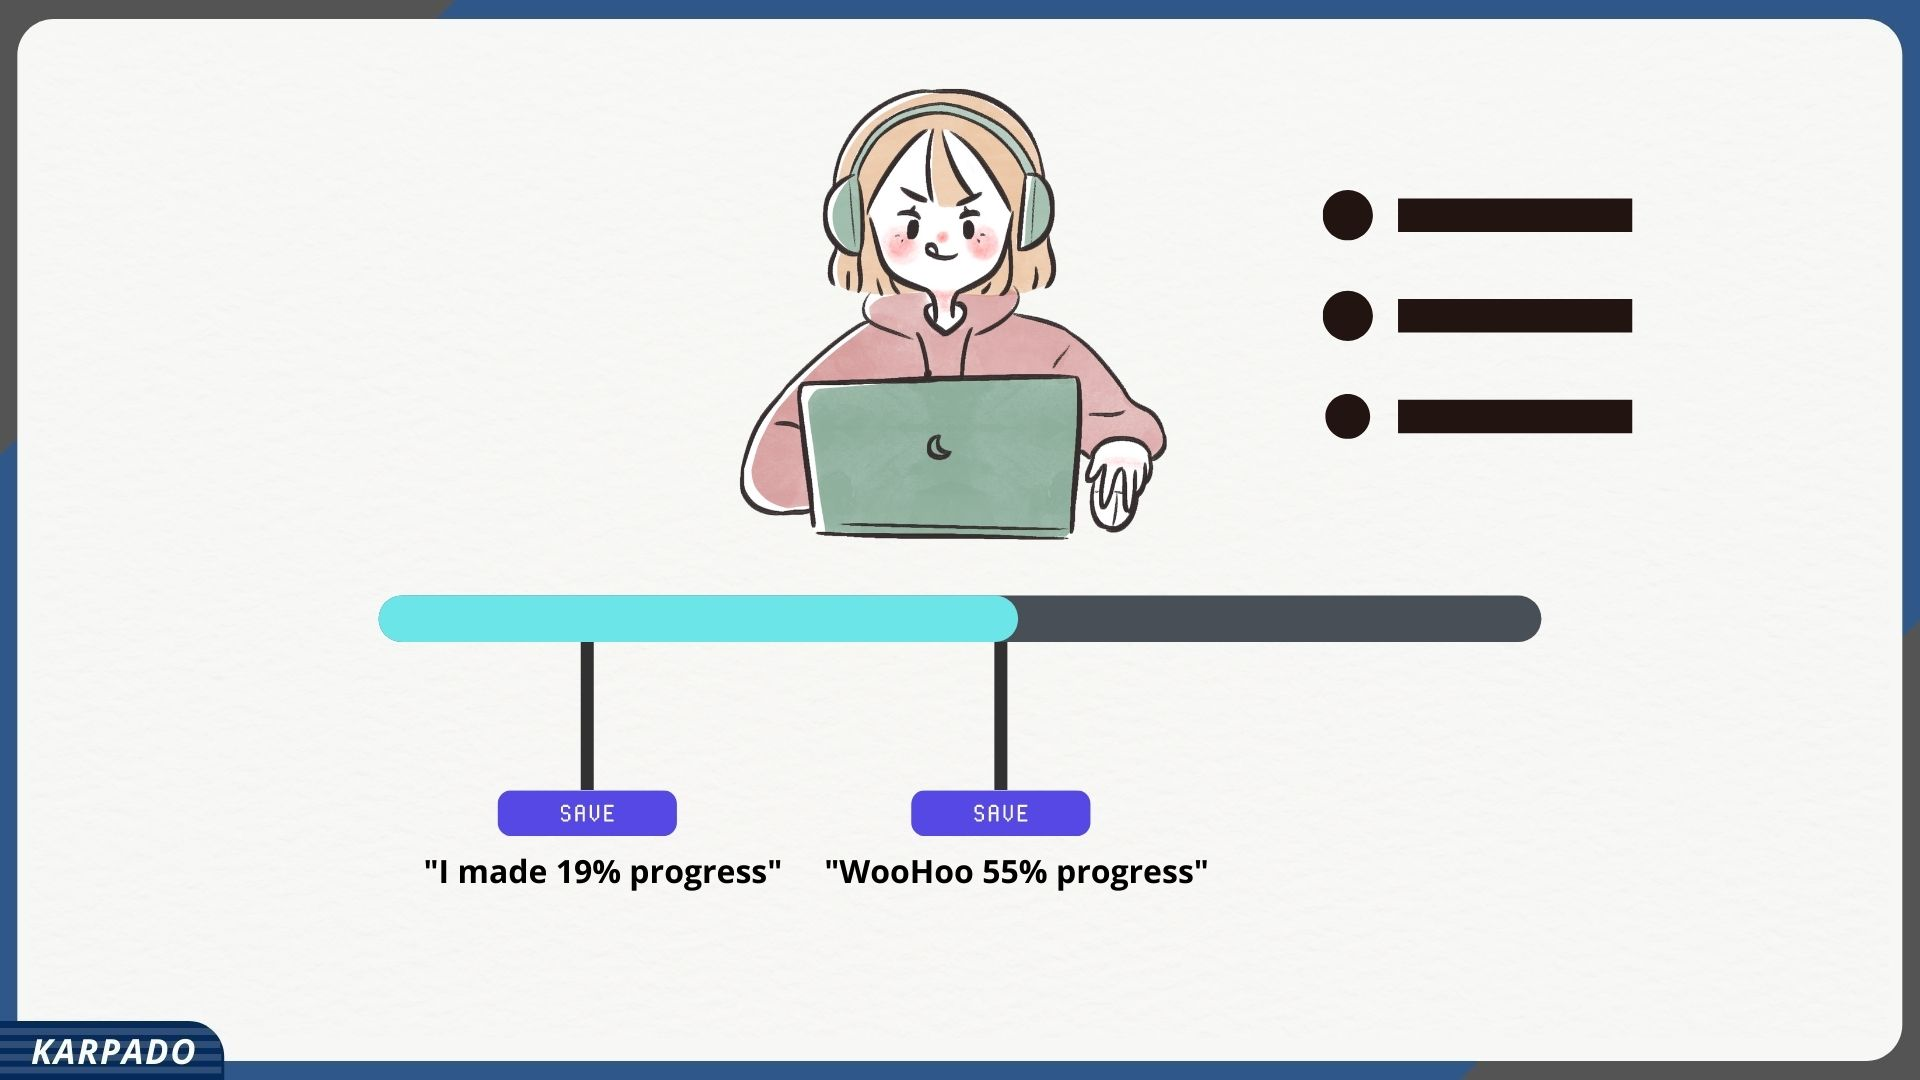 SAVE
SAVE
"I made 19% progress"
"WooHoo 55% progress"
KARPADO